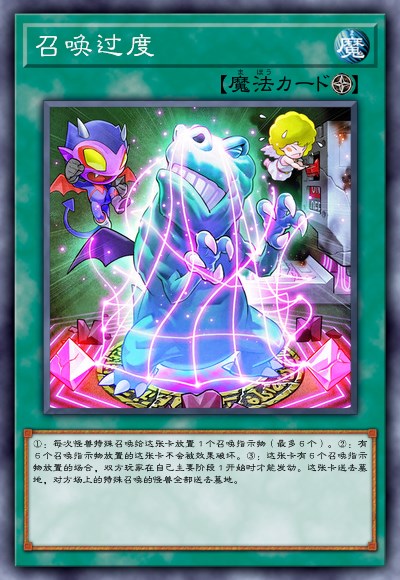 召唤过度
魔
【魔法カード】
まほう
①：每次怪兽特殊召唤给这张卡放置１个召唤指示物（最多６个）。②：有
６个召唤指示物放置的这张卡不会被效果破坏。③：这张卡有６个召唤指示
物放置的场合，双方玩家在自己主要阶段１开始时才能发动。这张卡送去墓
地，对方场上的特殊召唤的怪兽全部送去墓地。